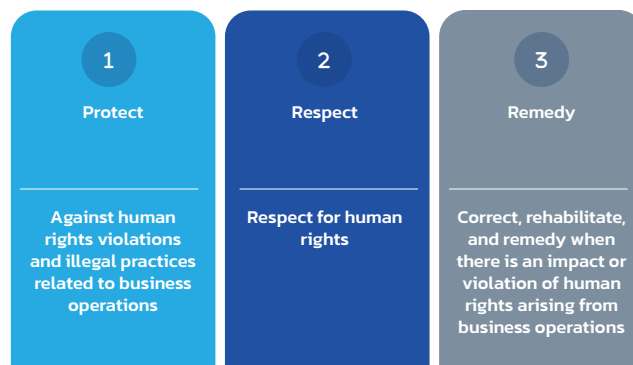 1
Protect
Against human
rights violations
and illegal practices
related to business
operations
2
Respect
Respect for human
rights
3
Remedy
Correct, rehabilitate,
and remedy when
there is an impact or
violation of human
rights arising from
business operations